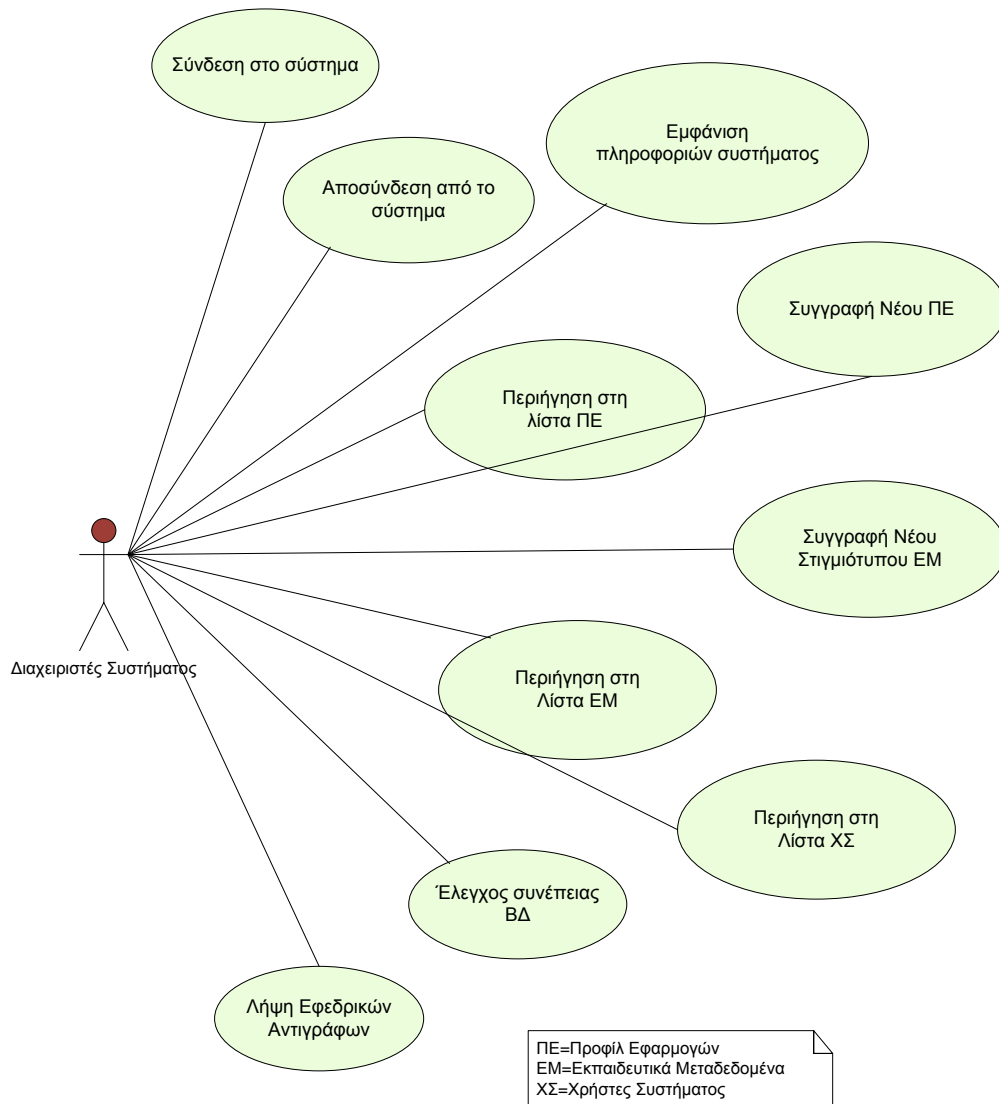 Σύνδεση στο σύστημα
Εμφάνιση
πληροφοριών συστήματος
Αποσύνδεση από το
σύστημα
Συγγραφή Νέου ΠΕ
Περιήγηση στη
λίστα ΠΕ
Συγγραφή Νέου
Στιγμιότυπου ΕΜ
Διαχειριστές Συστήματος
Περιήγηση στη
Λίστα ΕΜ
Περιήγηση στη
Λίστα ΧΣ
Έλεγχος συνέπειας
ΒΔ
Λήψη Εφεδρικών
Αντιγράφων
ΠΕ=Προφίλ Εφαρμογών
ΕΜ=Εκπαιδευτικά Μεταδεδομένα
ΧΣ=Χρήστες Συστήματος